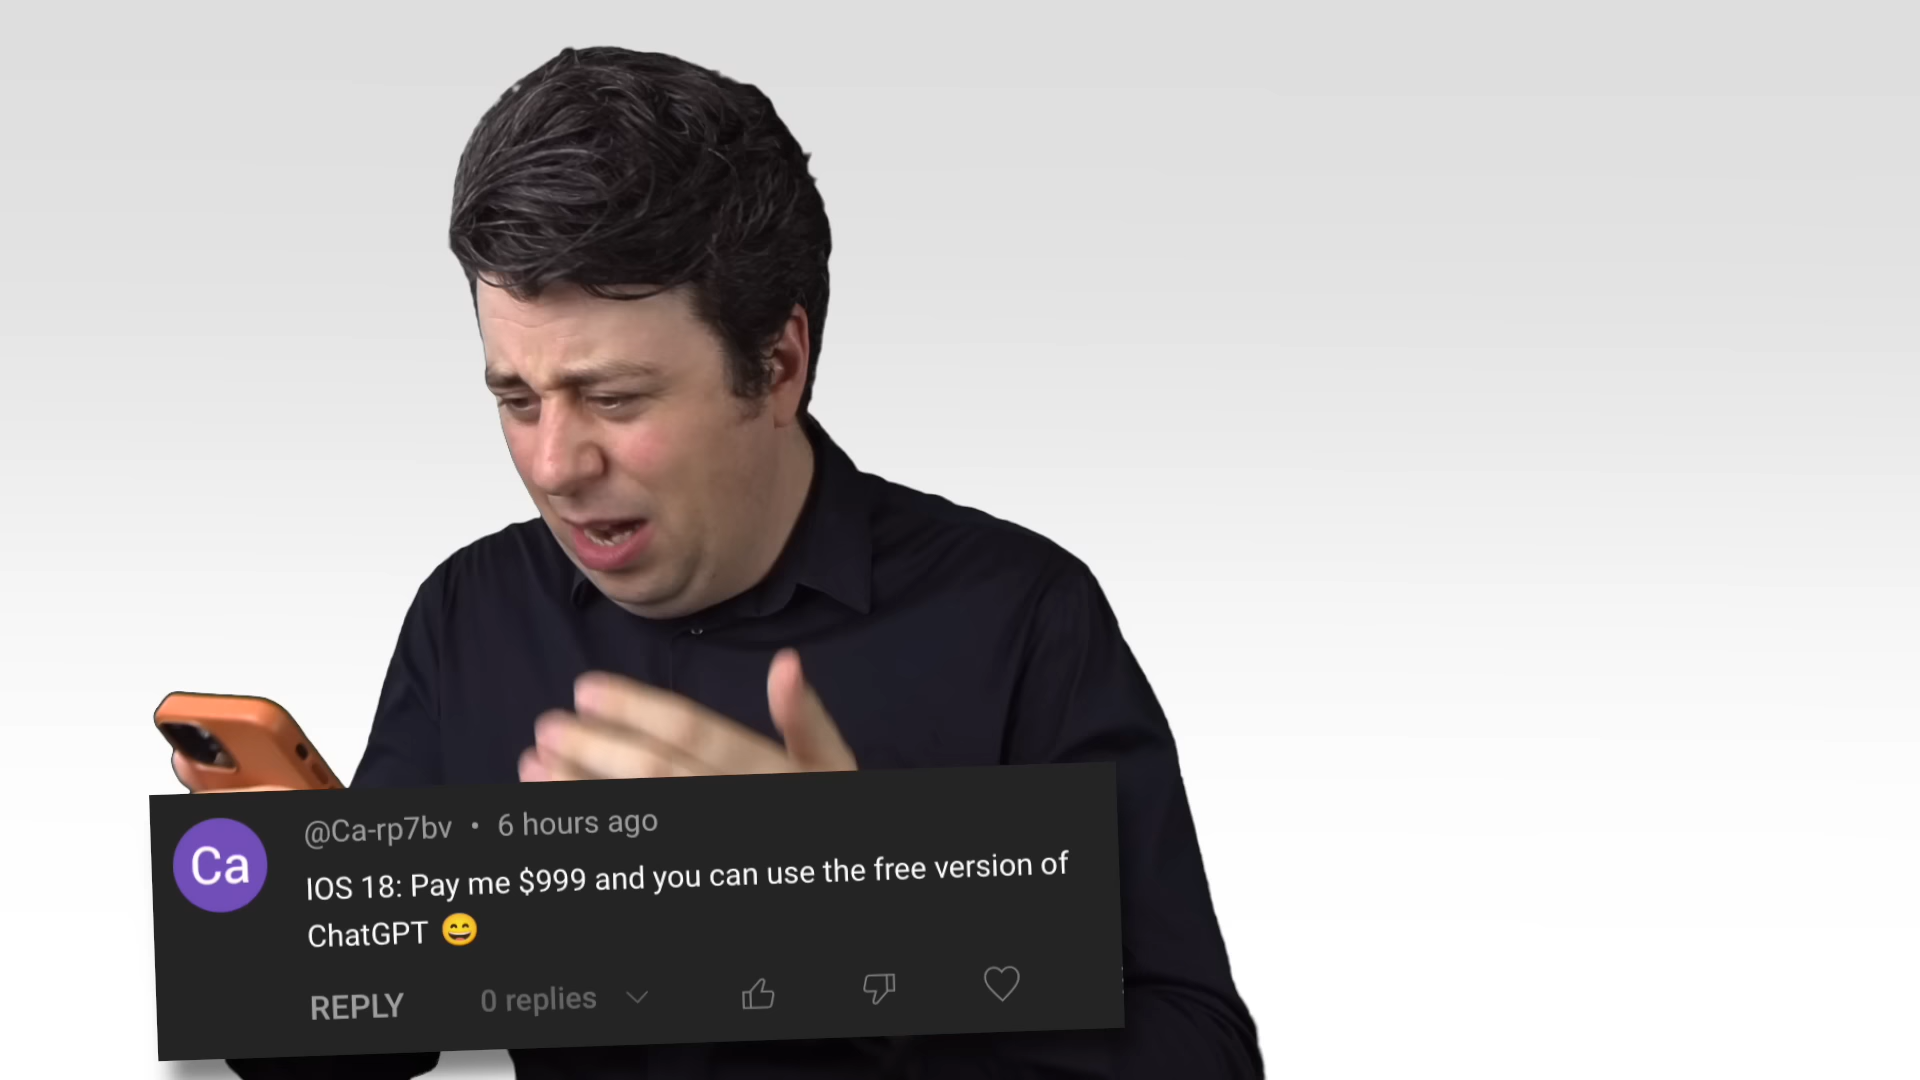 Ca
@Ca-rp7bv • 6 hours ago
IOS 18: Pay me $999 and you can use the free version of
ChatGPT 😄
REPLY 0 replies